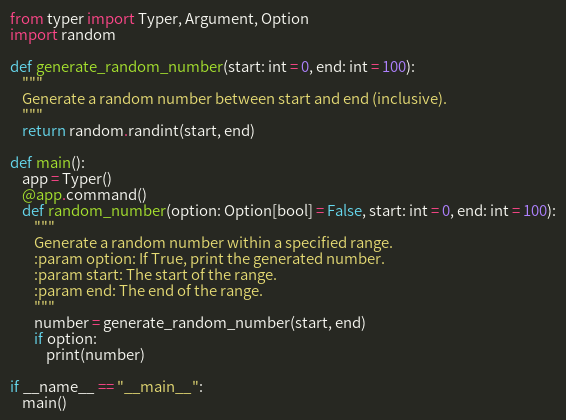 from typer import Typer, Argument, Option
import random

def generate_random_number(start: int = 0, end: int = 100):
    """
    Generate a random number between start and end (inclusive).
    """
    return random.randint(start, end)

def main():
    app = Typer()
    @app.command()
    def random_number(option: Option[bool] = False, start: int = 0, end: int = 100):
        """
        Generate a random number within a specified range.
        :param option: If True, print the generated number.
        :param start: The start of the range.
        :param end: The end of the range.
        """
        number = generate_random_number(start, end)
        if option:
            print(number)

if __name__ == "__main__":
    main()